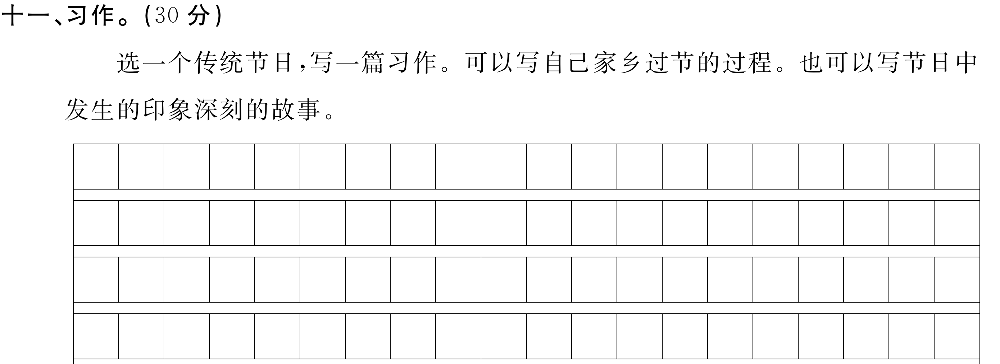 十一、习作。(30 分)
选一个传统节日,写一篇习作。可以写自己家乡过节的过程。也可以写节日中
发生的印象深刻的故事。